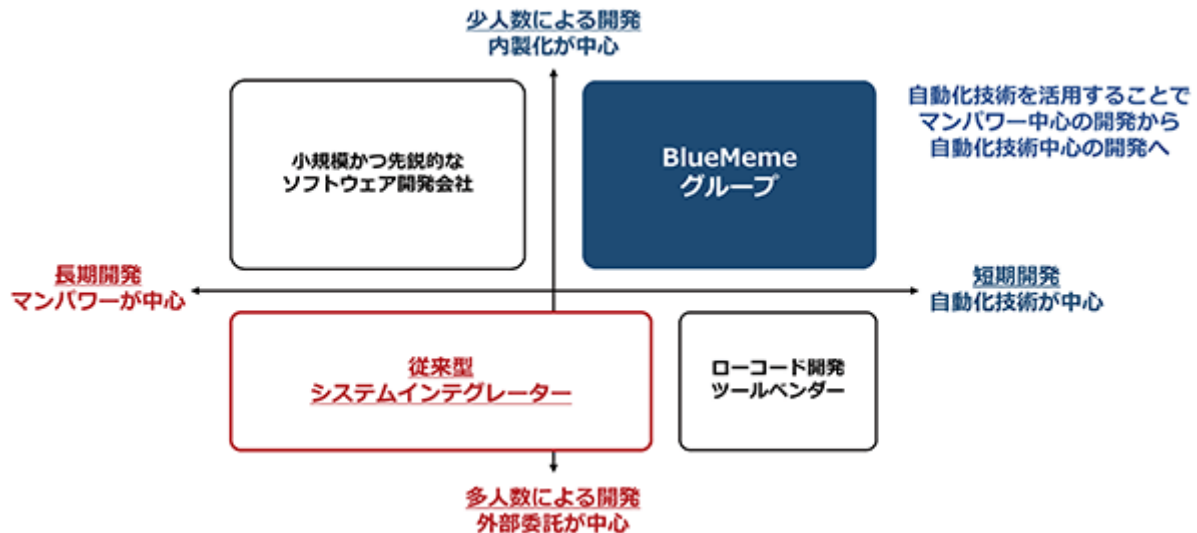 少人数による開発
内製化が中心
自動化技術を活用することで
マンパワー中心の開発から
自動化技術中心の開発へ
小規模かつ先鋭的な
ソフトウェア開発会社
BlueMeme
グループ
長期開発
マンパワーが中心
短期開発
自動化技術が中心
従来型
システムインテグレーター
ローコード開発
ツールベンダー
多人数による開発
外部委託が中心